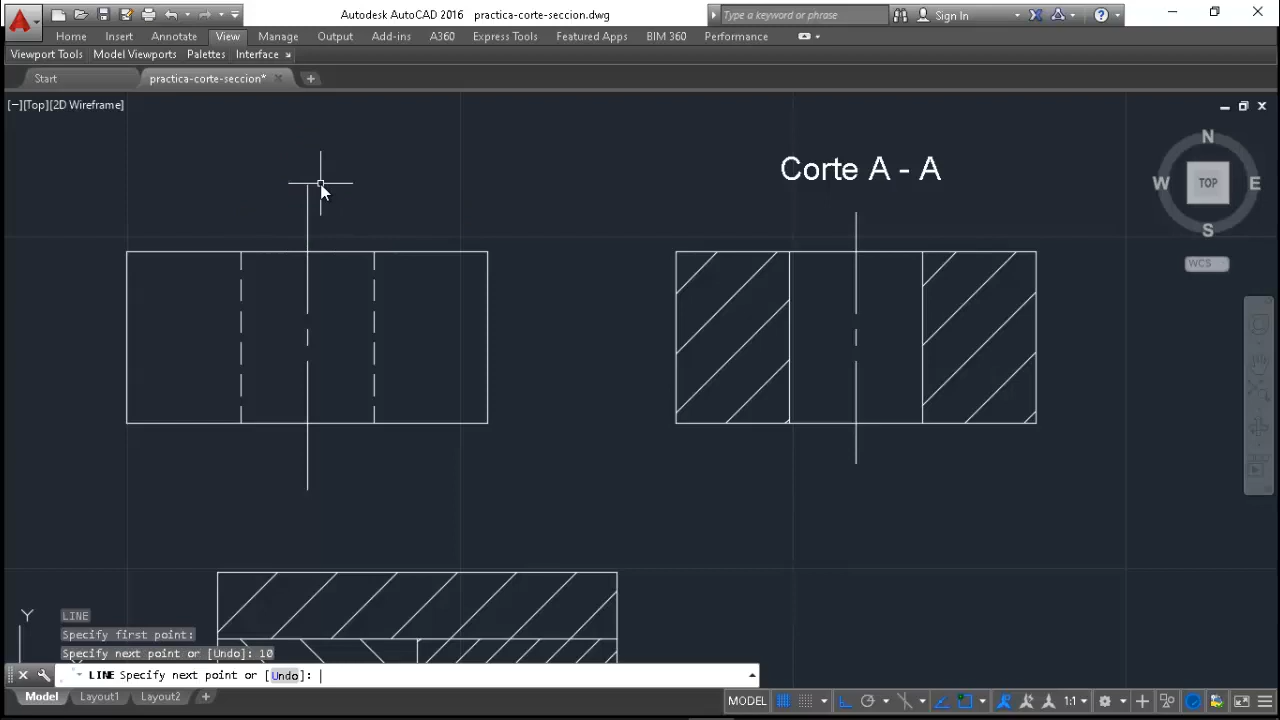 Autodesk AutoCAD 2016 practica-corte-seccion.dwg
Type a keyword or phrase
Sign In
Home Insert Annotate View Manage Output Add-ins A360 Express Tools Featured Apps BIM 360 Performance
Viewport Tools Model Viewports Palettes Interface
Start practica-corte-seccion*
[−][Top][2D Wireframe]
Corte A - A
N
W TOP E
S
WCS
Y
LINE
Specify first point:
Specify next point or [Undo]: 10
LINE Specify next point or [Undo]:
Model Layout1 Layout2 + MODEL 1:1